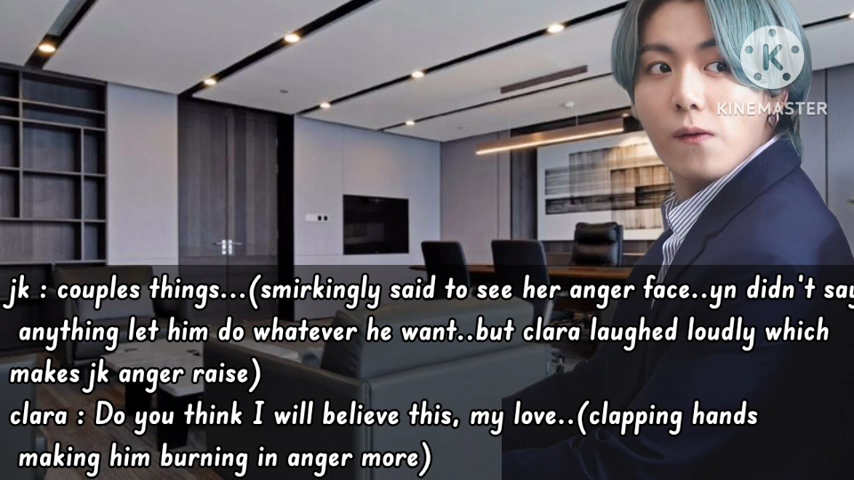 K
KINEMASTER
jk : couples things...(smirkingly said to see her anger face..yn didn't say
anything let him do whatever he want..but clara laughed loudly which
makes jk anger raise)
clara : Do you think I will believe this, my love..(clapping hands
making him burning in anger more)